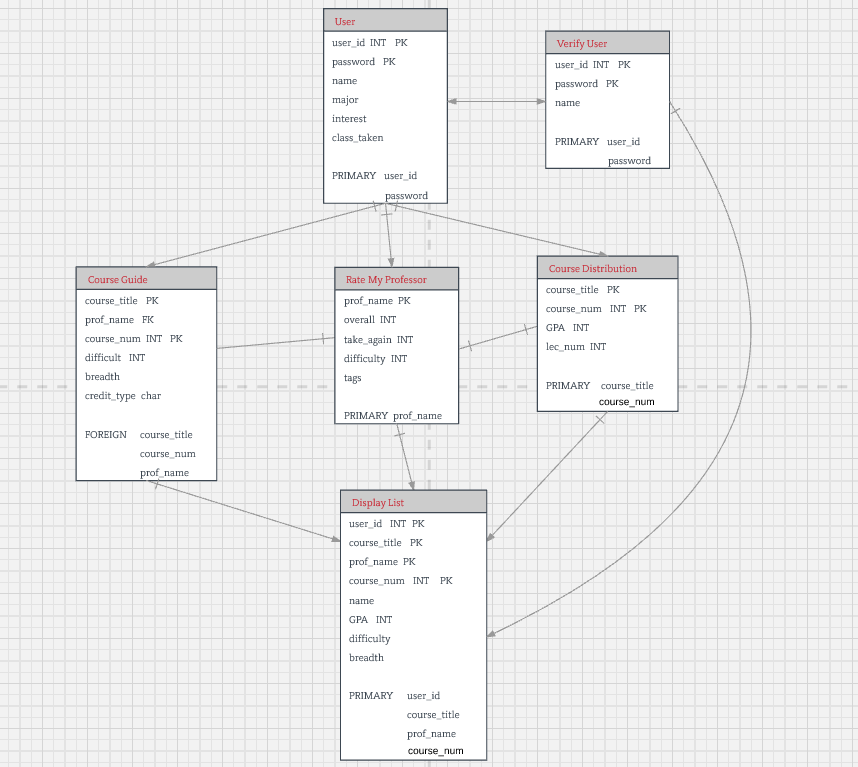 User
user_id INT PK
password PK
name
major
interest
class_taken
PRIMARY user_id
password
Verify User
user_id INT PK
password PK
name
PRIMARY user_id
password
Course Guide
course_title PK
prof_name FK
course_num INT PK
difficult INT
breadth
credit_type char
FOREIGN course_title
course_num
prof_name
Rate My Professor
prof_name PK
overall INT
take_again INT
difficulty INT
tags
PRIMARY prof_name
Course Distribution
course_title PK
course_num INT PK
GPA INT
lec_num INT
PRIMARY course_title
course_num
Display List
user_id INT PK
course_title PK
prof_name PK
course_num INT PK
name
GPA INT
difficulty
breadth
PRIMARY user_id
course_title
prof_name
course_num